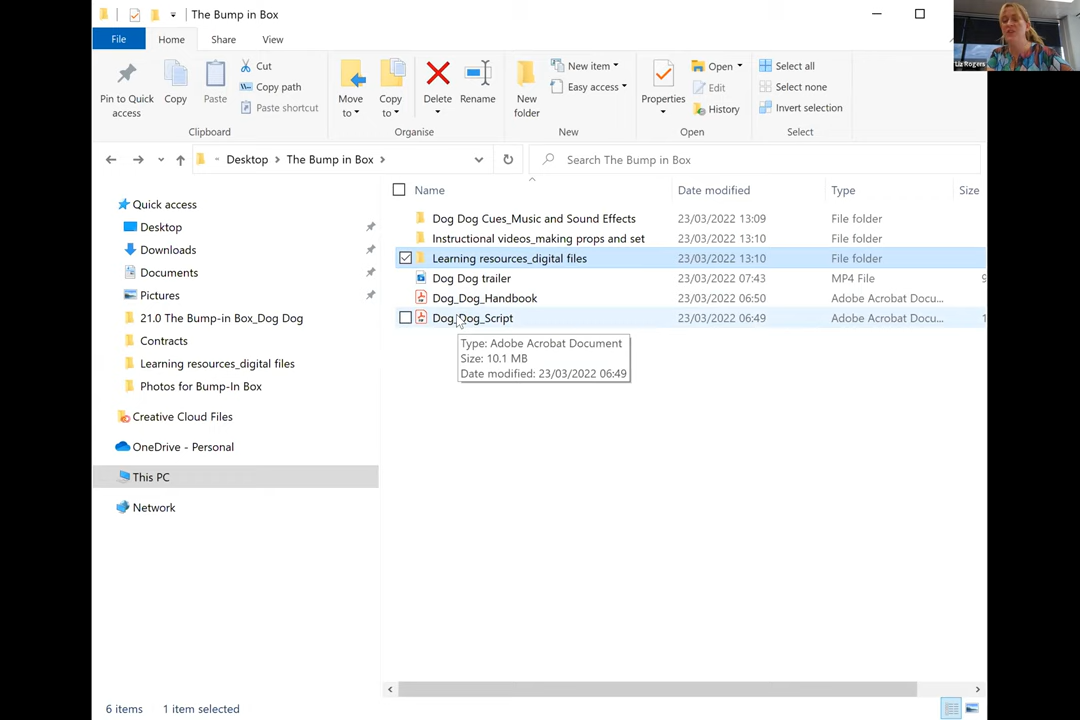 The Bump in Box
File Home Share View
Pin to Quick access
Copy
Paste
Cut
Copy path
Paste shortcut
Clipboard
Move to
Copy to
Delete
Rename
Organise
New folder
New item
Easy access
New
Properties
Open
Edit
History
Open
Select all
Select none
Invert selection
Select
Liz Rogers
Desktop The Bump in Box
Search The Bump in Box
Name Date modified Type Size
Quick access
Desktop
Downloads
Documents
Pictures
21.0 The Bump-in Box_Dog Dog
Contracts
Learning resources_digital files
Photos for Bump-In Box
Creative Cloud Files
OneDrive - Personal
This PC
Network
Dog Dog Cues_Music and Sound Effects 23/03/2022 13:09 File folder
Instructional videos_making props and set 23/03/2022 13:10 File folder
Learning resources_digital files 23/03/2022 13:10 File folder
Dog Dog trailer 23/03/2022 07:43 MP4 File 9
Dog_Dog_Handbook 23/03/2022 06:50 Adobe Acrobat Docu...
Dog_Dog_Script 23/03/2022 06:49 Adobe Acrobat Docu... 1
Type: Adobe Acrobat Document
Size: 10.1 MB
Date modified: 23/03/2022 06:49
6 items 1 item selected